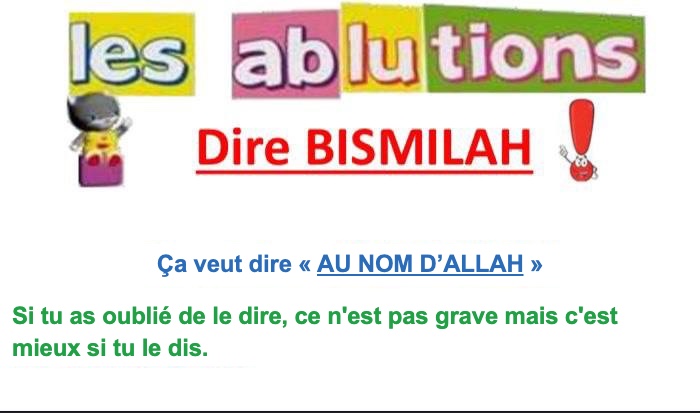 les ablutions
Dire BISMILAH
Ça veut dire « AU NOM D’ALLAH »
Si tu as oublié de le dire, ce n'est pas grave mais c'est
mieux si tu le dis.